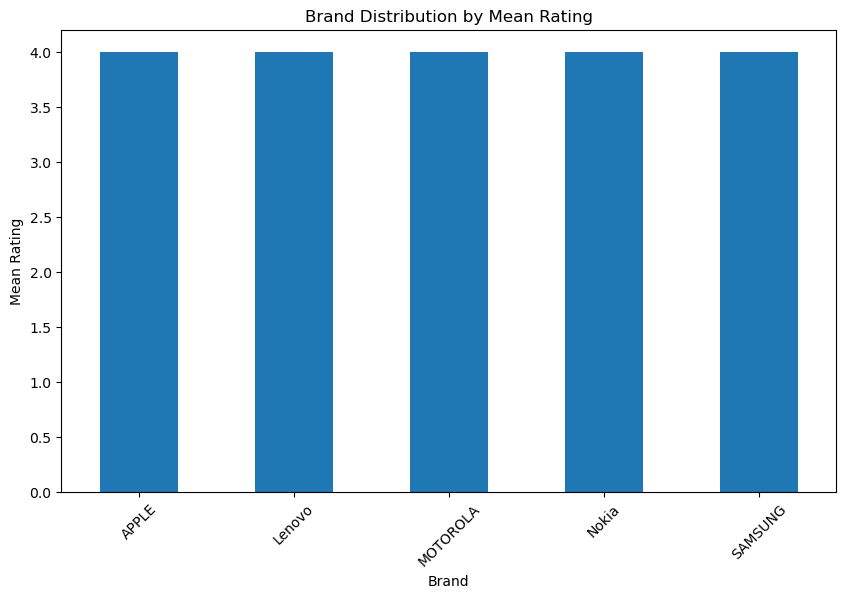 Brand Distribution by Mean Rating
4.0
3.5
3.0
2.5
2.0
1.5
1.0
0.5
0.0
Mean Rating
APPLE
Lenovo
MOTOROLA
Nokia
SAMSUNG
Brand